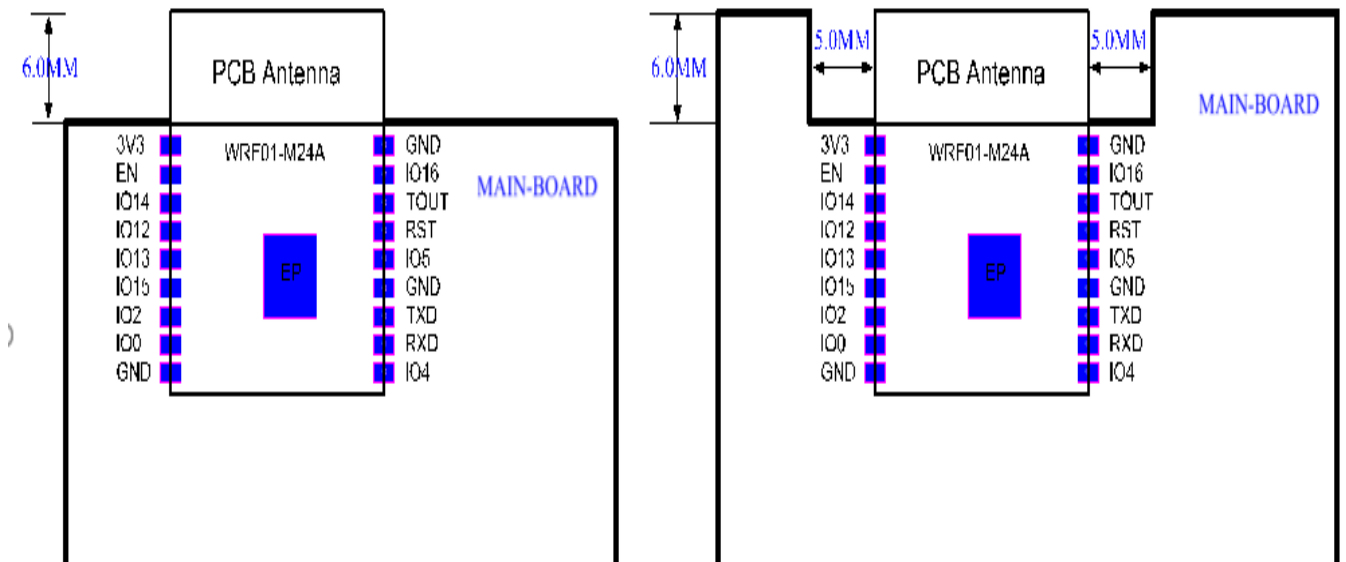 6.0MM
PCB Antenna
WRF01-M24A
MAIN-BOARD
3V3
EN
IO14
IO12
IO13
IO15
IO2
IO0
GND
EP
GND
IO16
TOUT
RST
IO5
GND
TXD
RXD
IO4
6.0MM
5.0MM
PCB Antenna
5.0MM
MAIN-BOARD
WRF01-M24A
3V3
EN
IO14
IO12
IO13
IO15
IO2
IO0
GND
EP
GND
IO16
TOUT
RST
IO5
GND
TXD
RXD
IO4